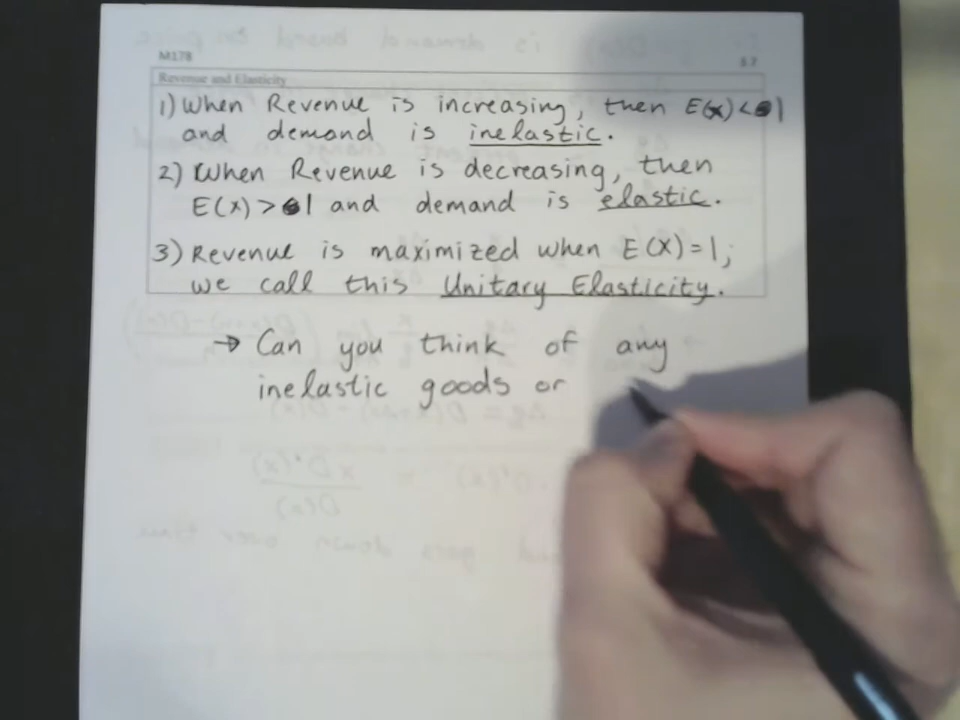 M178 3.7
Revenue and Elasticity
1) When Revenue is increasing, then E(x) < 1
and demand is inelastic.
2) When Revenue is decreasing, then
E(x) > 1 and demand is elastic.
3) Revenue is maximized when E(x) = 1;
we call this Unitary Elasticity.
→ Can you think of any
inelastic goods or